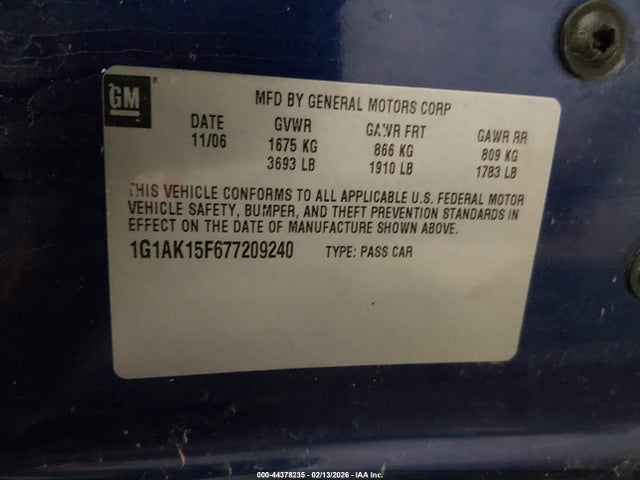 GM
MFD BY GENERAL MOTORS CORP
DATE GVWR GAWR FRT GAWR RR
11/06 1675 KG 866 KG 809 KG
3693 LB 1910 LB 1783 LB
THIS VEHICLE CONFORMS TO ALL APPLICABLE U.S. FEDERAL MOTOR
VEHICLE SAFETY, BUMPER, AND THEFT PREVENTION STANDARDS IN
EFFECT ON THE DATE OF MANUFACTURE SHOWN ABOVE.
1G1AK15F677209240 TYPE: PASS CAR
000-44378235 - 02/13/2026 - IAA Inc.